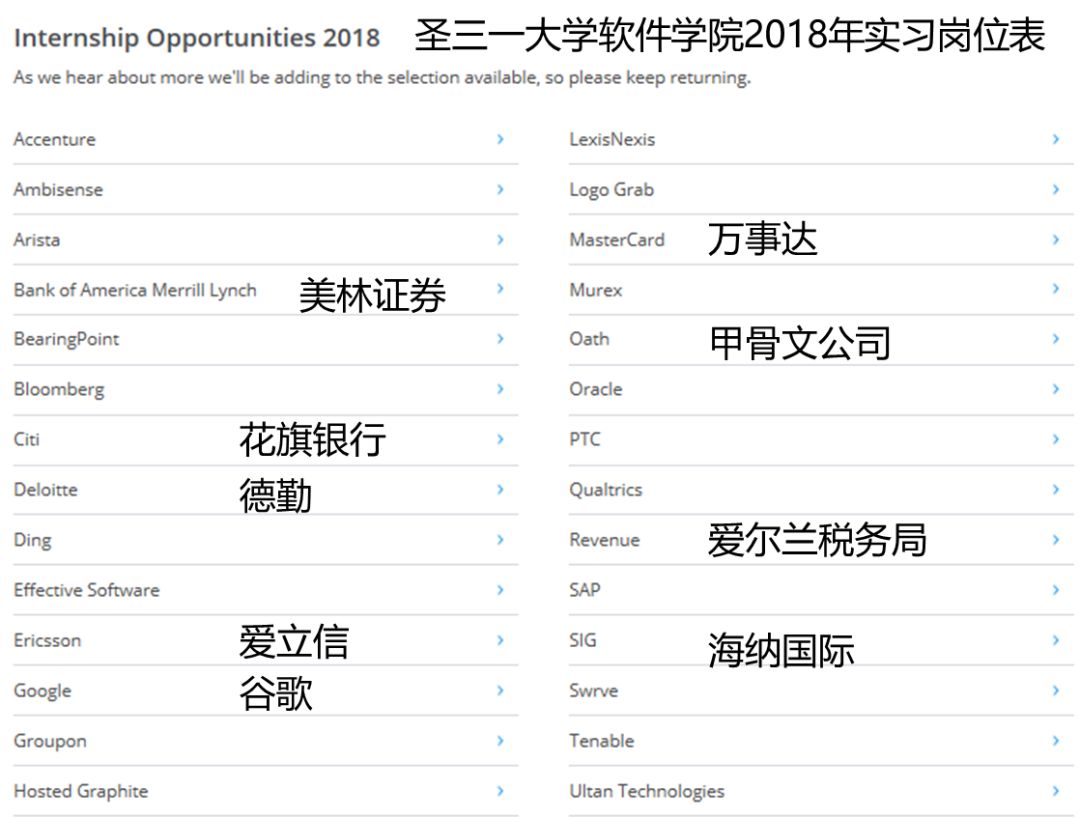 Internship Opportunities 2018 圣三一大学软件学院2018年实习岗位表
As we hear about more we'll be adding to the selection available, so please keep returning.
Accenture
Ambisense
Arista
Bank of America Merrill Lynch 美林证券
BearingPoint
Bloomberg
Citi 花旗银行
Deloitte 德勤
Ding
Effective Software
Ericsson 爱立信
Google 谷歌
Groupon
Hosted Graphite
LexisNexis
Logo Grab
MasterCard 万事达
Murex
Oath 甲骨文公司
Oracle
PTC
Qualtrics
Revenue 爱尔兰税务局
SAP
SIG 海纳国际
Swrve
Tenable
Ultan Technologies